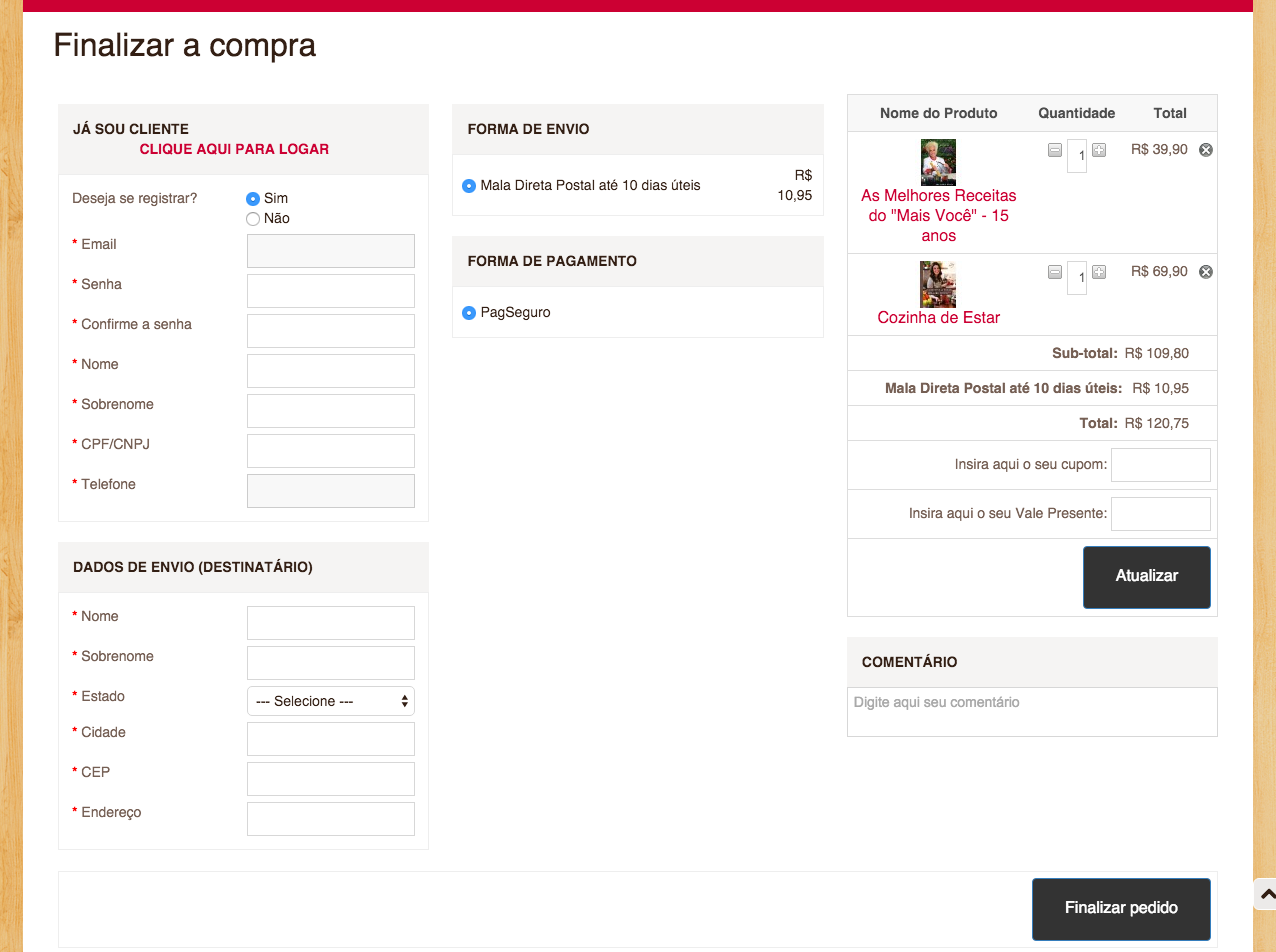 Finalizar a compra
JÁ SOU CLIENTE
CLIQUE AQUI PARA LOGAR
Deseja se registrar?
Sim
Não
* Email
* Senha
* Confirme a senha
* Nome
* Sobrenome
* CPF/CNPJ
* Telefone
DADOS DE ENVIO (DESTINATÁRIO)
* Nome
* Sobrenome
* Estado
--- Selecione ---
* Cidade
* CEP
* Endereço
FORMA DE ENVIO
Mala Direta Postal até 10 dias úteis
R$
10,95
FORMA DE PAGAMENTO
PagSeguro
Nome do Produto Quantidade Total
1 R$ 39,90
As Melhores Receitas
do "Mais Você" - 15
anos
1 R$ 69,90
Cozinha de Estar
Sub-total: R$ 109,80
Mala Direta Postal até 10 dias úteis: R$ 10,95
Total: R$ 120,75
Insira aqui o seu cupom:
Insira aqui o seu Vale Presente:
Atualizar
COMENTÁRIO
Digite aqui seu comentário
Finalizar pedido